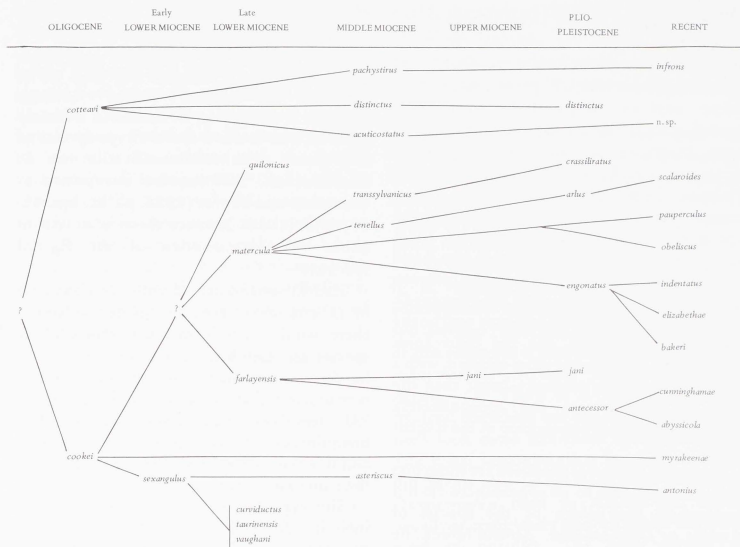 Early Late PLIO-
OLIGOCENE LOWER MIOCENE LOWER MIOCENE MIDDLE MIOCENE UPPER MIOCENE PLEISTOCENE RECENT
pachystirus infrons
cotteavi distinctus distinctus
acuticostatus n. sp.
quilonicus crassiliratus
transsylvanicus arlus scalaroides
tenellus pauperculus
matercula obeliscus
? ? engonatus indentatus
elizabethae
bakeri
farlayensis jani jani
antecessor cunninghamae
abyssicola
cookei myrakeenae
sexangulus asteriscus antonius
curviductus
taurinensis
vaughani